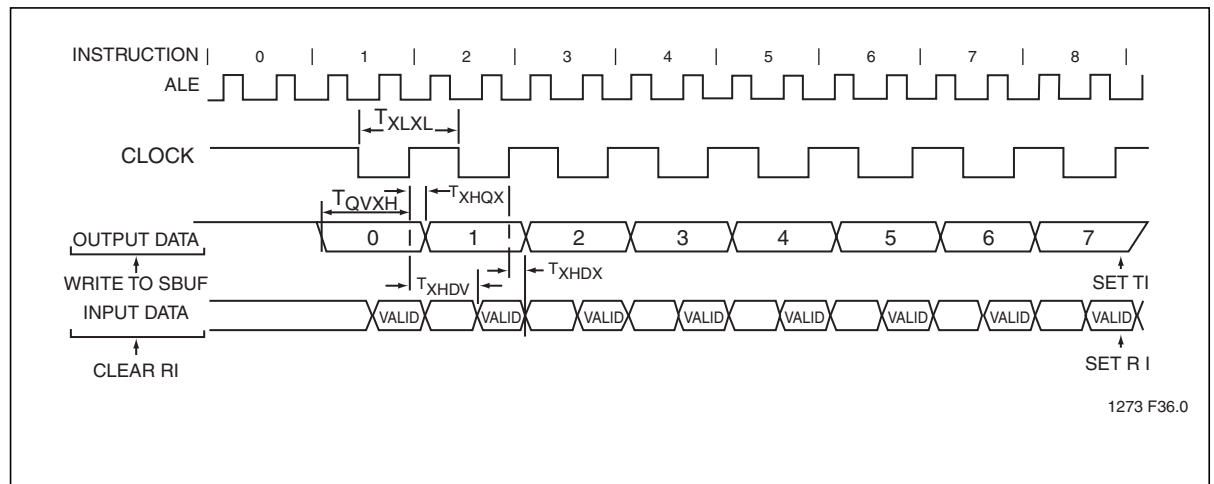 INSTRUCTION | 0 | 1 | 2 | 3 | 4 | 5 | 6 | 7 | 8 |
ALE
TXLXL
CLOCK
TQVXH TXHQX
OUTPUT DATA 0 1 2 3 4 5 6 7
WRITE TO SBUF TXHDV TXHDX SET TI
INPUT DATA VALID VALID VALID VALID VALID VALID VALID VALID
CLEAR RI SET R I
1273 F36.0